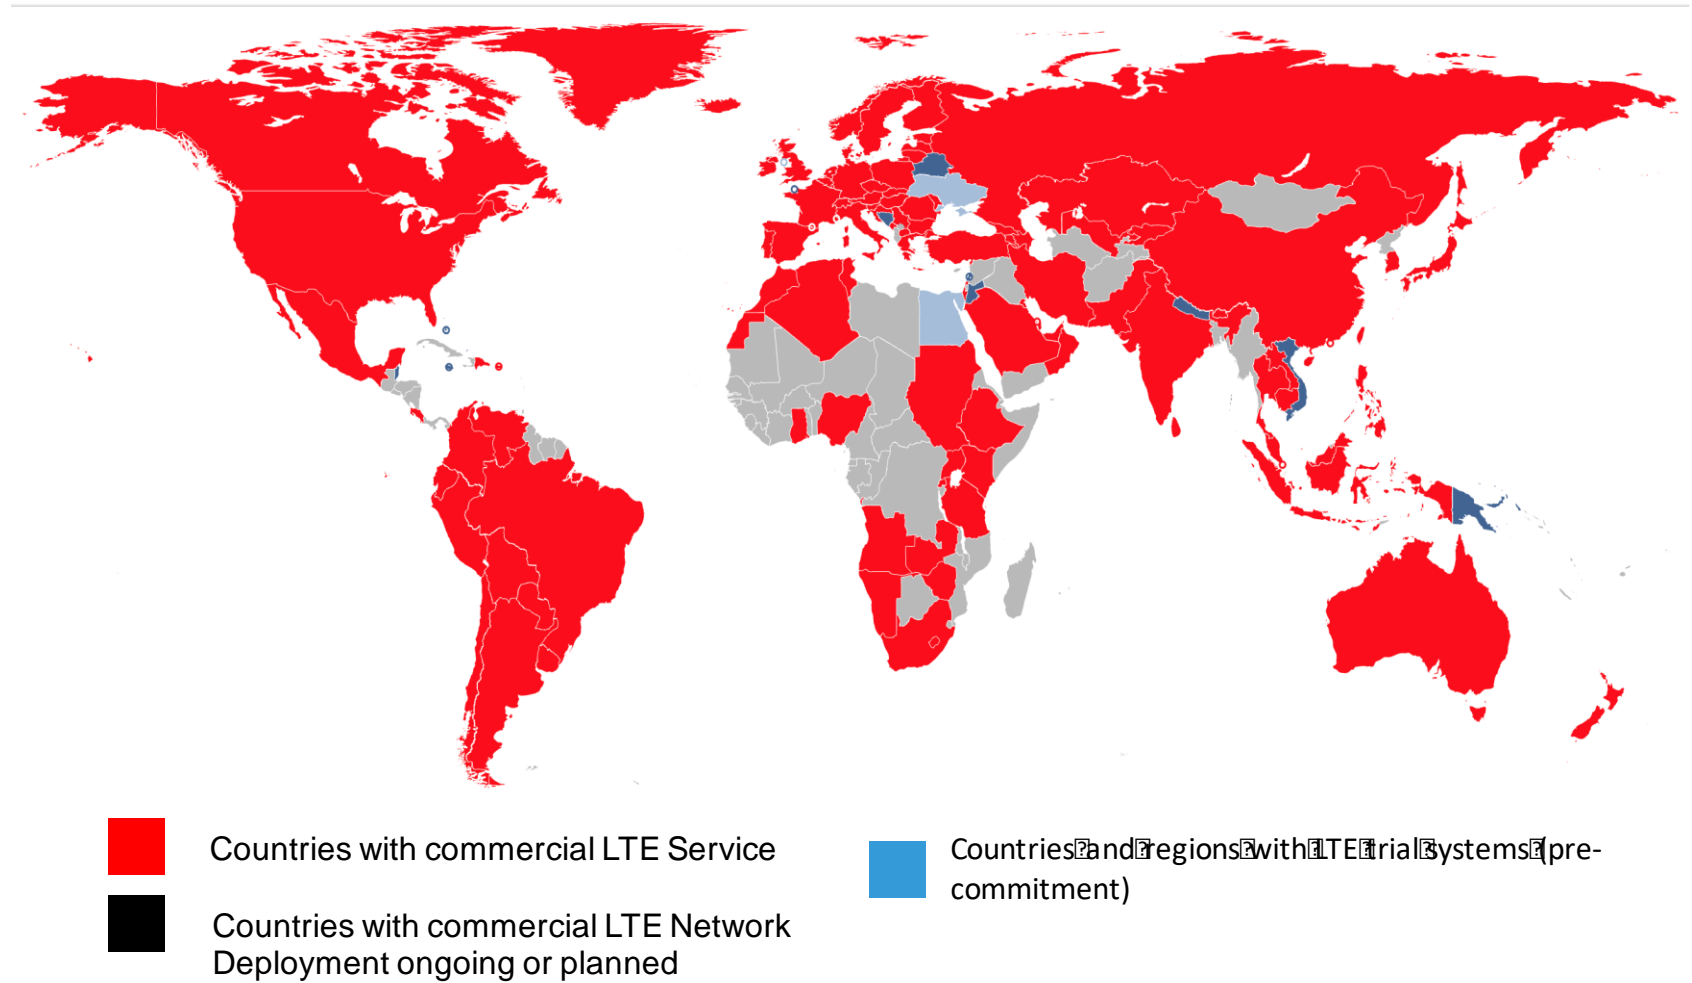 Countries with commercial LTE Service
Countries with commercial LTE Network
Deployment ongoing or planned
Countries⍰and⍰regions⍰with⍰LTE⍰trial⍰systems⍰(pre-
commitment)